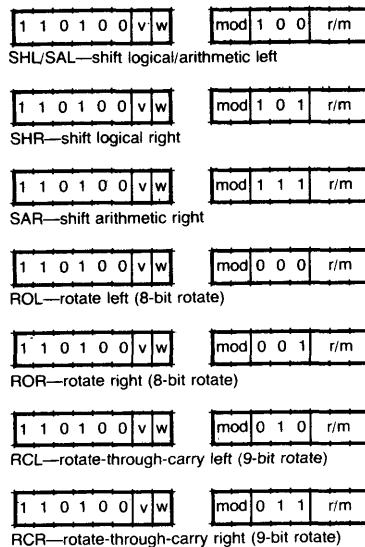 1 1 0 1 0 0 v w mod 1 0 0 r/m
SHL/SAL—shift logical/arithmetic left
1 1 0 1 0 0 v w mod 1 0 1 r/m
SHR—shift logical right
1 1 0 1 0 0 v w mod 1 1 1 r/m
SAR—shift arithmetic right
1 1 0 1 0 0 v w mod 0 0 0 r/m
ROL—rotate left (8-bit rotate)
1 1 0 1 0 0 v w mod 0 0 1 r/m
ROR—rotate right (8-bit rotate)
1 1 0 1 0 0 v w mod 0 1 0 r/m
RCL—rotate-through-carry left (9-bit rotate)
1 1 0 1 0 0 v w mod 0 1 1 r/m
RCR—rotate-through-carry right (9-bit rotate)